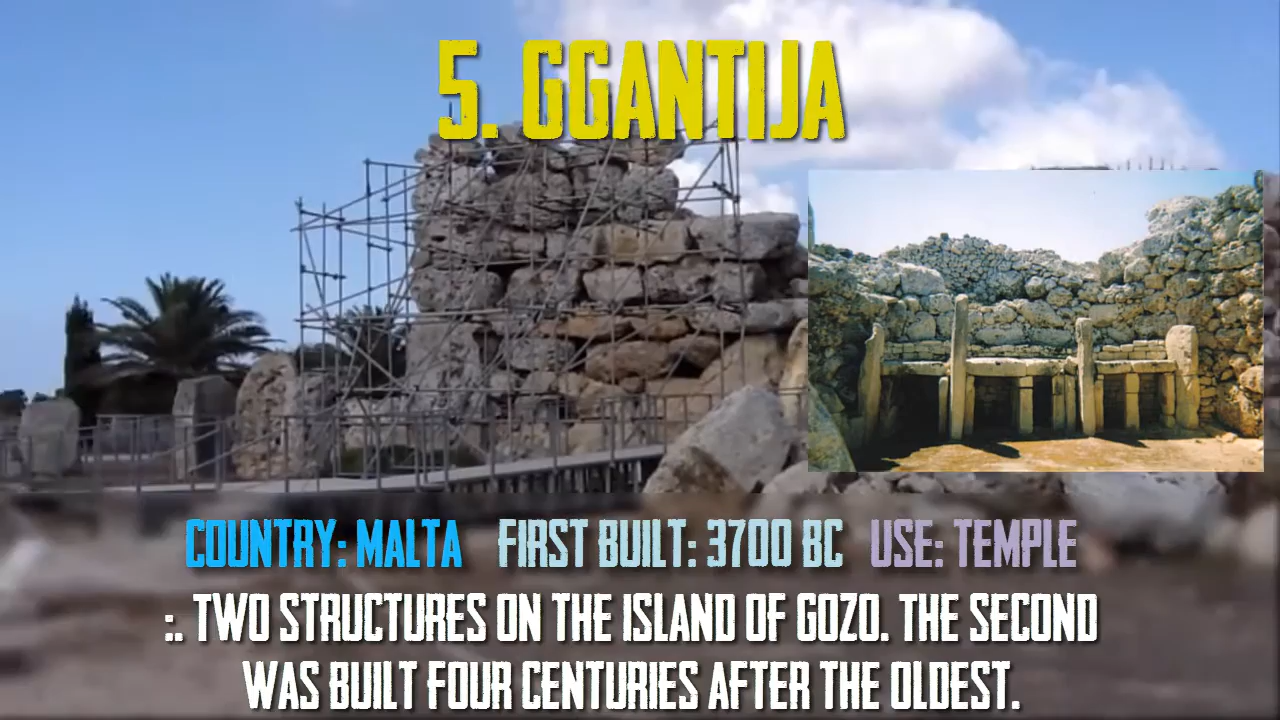 5. GGANTIJA
COUNTRY: MALTA FIRST BUILT: 3700 BC USE: TEMPLE
:. TWO STRUCTURES ON THE ISLAND OF GOZO. THE SECOND
WAS BUILT FOUR CENTURIES AFTER THE OLDEST.